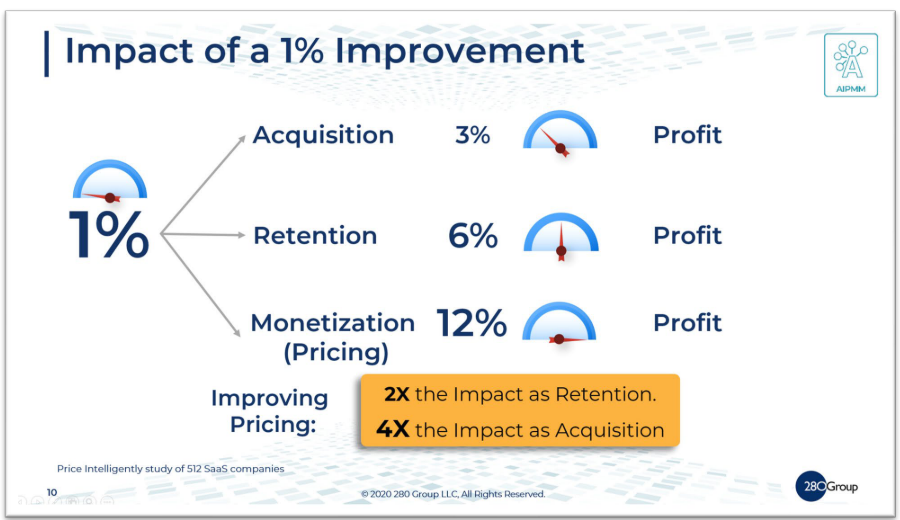 Impact of a 1% Improvement
AIPMM
1%
Acquisition 3% Profit
Retention 6% Profit
Monetization 12% Profit
(Pricing)
Improving
Pricing:
2X the Impact as Retention.
4X the Impact as Acquisition
Price Intelligently study of 512 SaaS companies
10
© 2020 280 Group LLC, All Rights Reserved.
280Group